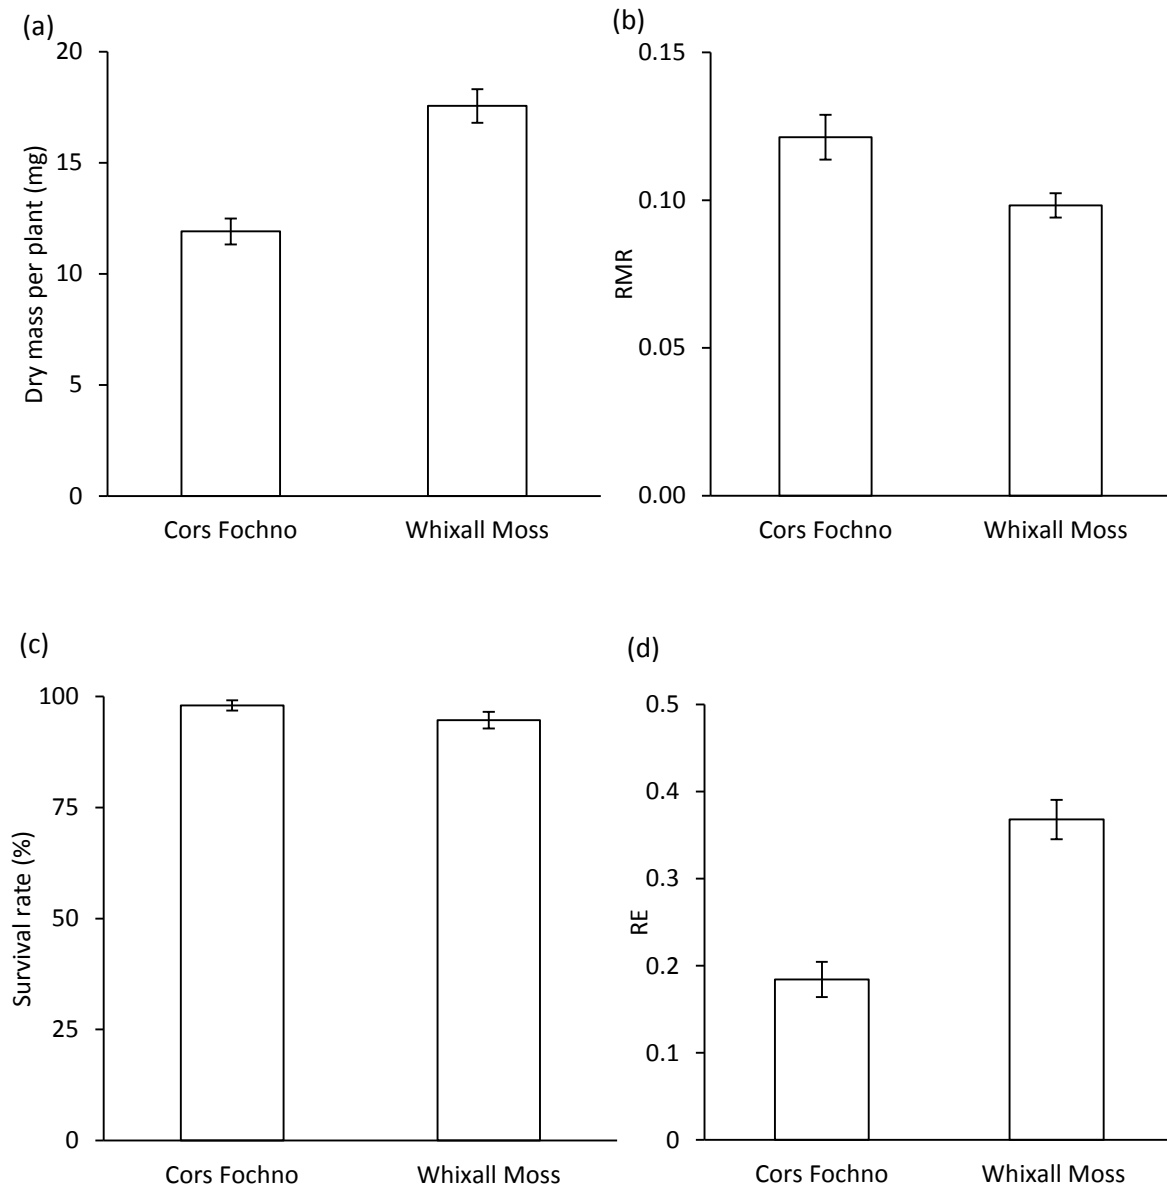 (a)
20
15
10
5
0
Dry mass per plant (mg)
Cors Fochno
Whixall Moss
(b)
0.15
0.10
0.05
0.00
RMR
Cors Fochno
Whixall Moss
(c)
100
75
50
25
0
Survival rate (%)
Cors Fochno
Whixall Moss
(d)
0.5
0.4
0.3
0.2
0.1
0
RE
Cors Fochno
Whixall Moss